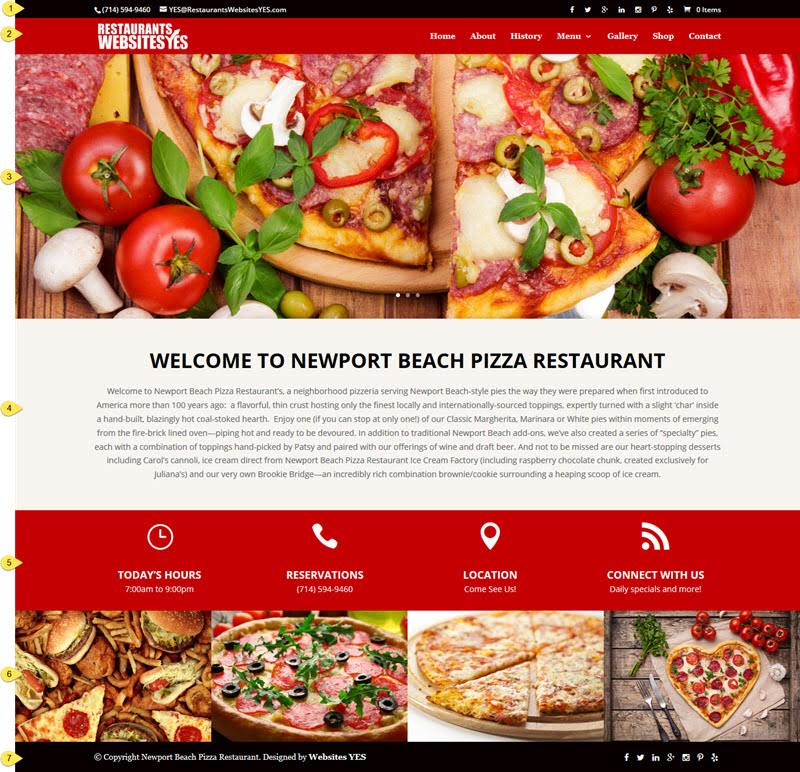 1
(714) 594-9460 YES@RestaurantsWebsitesYES.com 0 Items
2
RESTAURANTS
WEBSITESYES
Home About History Menu Gallery Shop Contact
3
4
WELCOME TO NEWPORT BEACH PIZZA RESTAURANT
Welcome to Newport Beach Pizza Restaurant's, a neighborhood pizzeria serving Newport Beach-style pies the way they were prepared when first introduced to
America more than 100 years ago: a flavorful, thin crust hosting only the finest locally and internationally-sourced toppings, expertly turned with a slight 'char' inside
a hand-built, blazingly hot coal-stoked hearth. Enjoy one (if you can stop at only one!) of our Classic Margherita, Marinara or White pies within moments of emerging
from the fire-brick lined oven—piping hot and ready to be devoured. In addition to traditional Newport Beach add-ons, we've also created a series of "specialty" pies,
each with a combination of toppings hand-picked by Patsy and paired with our offerings of wine and draft beer. And not to be missed are our heart-stopping desserts
including Carol's cannoli, ice cream direct from Newport Beach Pizza Restaurant Ice Cream Factory (including raspberry chocolate chunk, created exclusively for
Juliana's) and our very own Brookie Bridge—an incredibly rich combination brownie/cookie surrounding a heaping scoop of ice cream.
5
TODAY'S HOURS RESERVATIONS LOCATION CONNECT WITH US
7:00am to 9:00pm (714) 594-9460 Come See Us! Daily specials and more!
6
7
© Copyright Newport Beach Pizza Restaurant. Designed by Websites YES